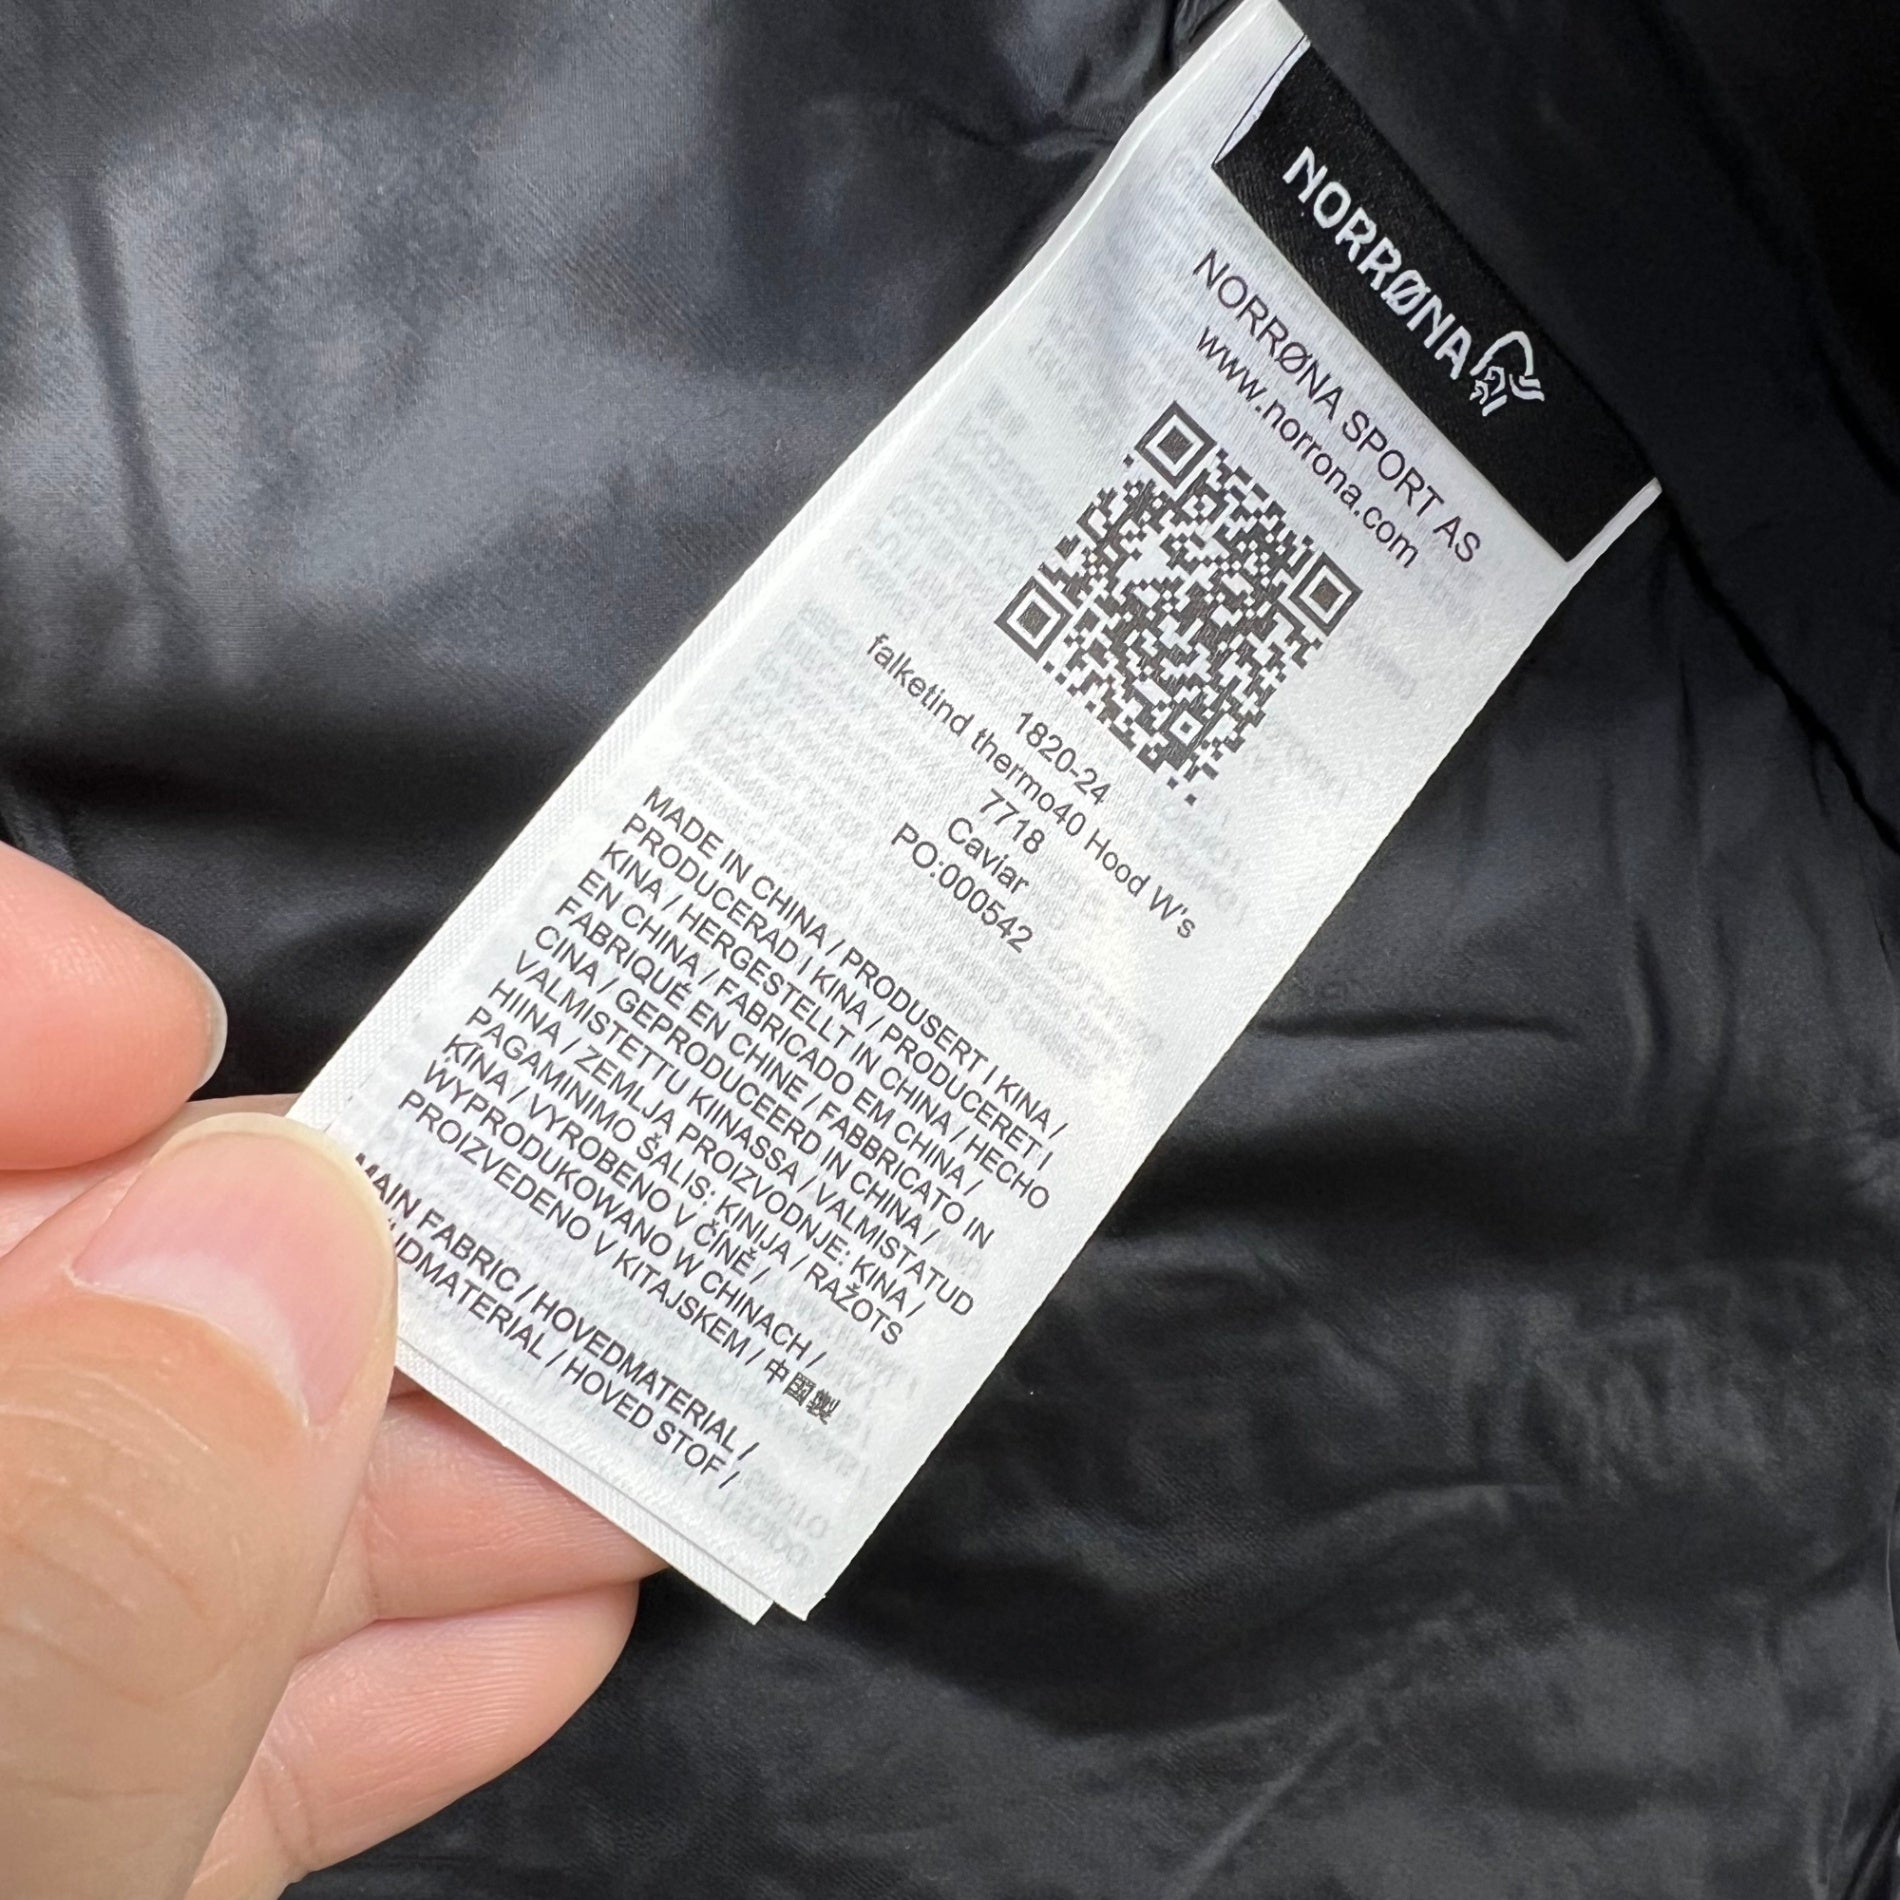 NORRØNA
NORRØNA SPORT AS
www.norrona.com
1820-24
falketind thermo40 Hood W's
7718
Caviar
PO:000542
MADE IN CHINA / PRODUSERT I KINA /
PRODUCERAD I KINA / PRODUCERET I
KINA / HERGESTELLT IN CHINA / HECHO
EN CHINA / FABRICADO EM CHINA /
FABRIQUÉ EN CHINE / FABBRICATO IN
CINA / GEPRODUCEERD IN CHINA /
VALMISTETTU KIINASSA / VALMISTATUD
HIINA / ZEMLJA PROIZVODNJE: KINA /
PAGAMINIMO ŠALIS: KINIJA / RAŽOTS
ĶĪNA / VYROBENO V ČÍNĚ /
WYPRODUKOWANO W CHINACH /
PROIZVEDENO V KITAJSKEM / 中國製
MAIN FABRIC / HOVEDMATERIAL /
HOVED STOF /